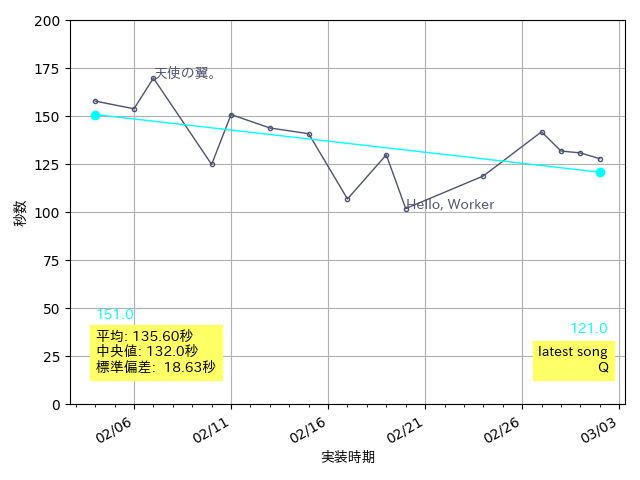 200
175
150
125
100
75
50
25
0
秒数
天使の翼。
Hello, Worker
151.0
平均: 135.60秒
中央値: 132.0秒
標準偏差: 18.63秒
121.0
latest song
Q
02/06
02/11
02/16
02/21
02/26
03/03
実装時期